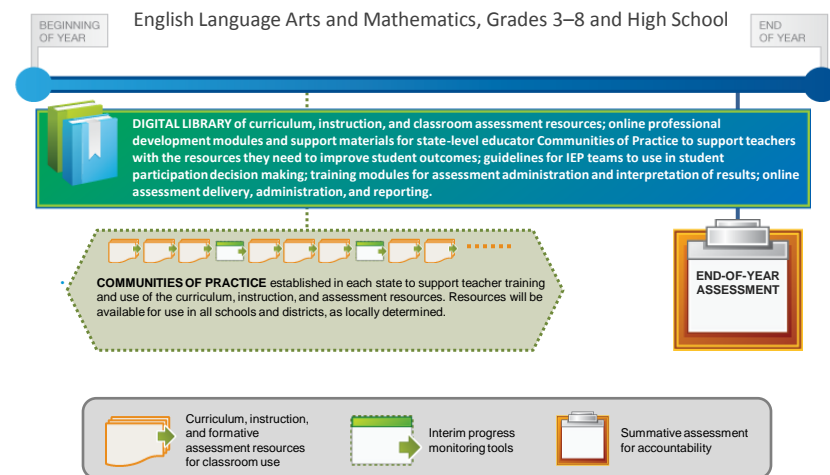 English Language Arts and Mathematics, Grades 3–8 and High School
BEGINNING
OF YEAR
END
OF YEAR
DIGITAL LIBRARY of curriculum, instruction, and classroom assessment resources; online professional
development modules and support materials for state-level educator Communities of Practice to support teachers
with the resources they need to improve student outcomes; guidelines for IEP teams to use in student
participation decision making; training modules for assessment administration and interpretation of results; online
assessment delivery, administration, and reporting.
COMMUNITIES OF PRACTICE established in each state to support teacher training
and use of the curriculum, instruction, and assessment resources. Resources will be
available for use in all schools and districts, as locally determined.
END-OF-YEAR
ASSESSMENT
Curriculum, instruction,
and formative
assessment resources
for classroom use
Interim progress
monitoring tools
Summative assessment
for accountability